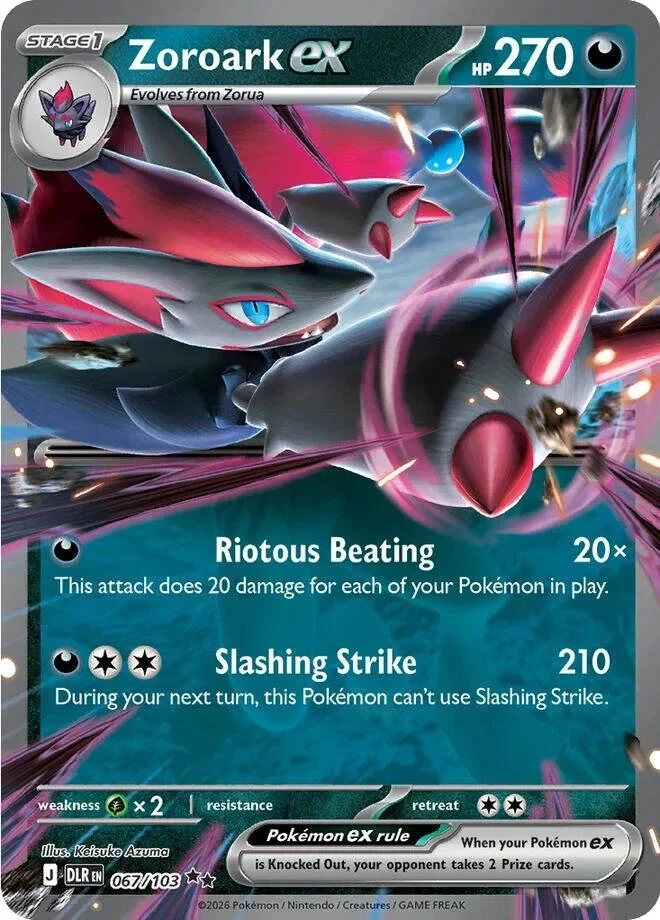 STAGE 1
Zoroark ex
HP 270
Evolves from Zorua
Riotous Beating 20×
This attack does 20 damage for each of your Pokémon in play.
Slashing Strike 210
During your next turn, this Pokémon can't use Slashing Strike.
weakness × 2 resistance retreat
Pokémon ex rule When your Pokémon ex
is Knocked Out, your opponent takes 2 Prize cards.
Illus. Keisuke Azuma
J DLR EN 067/103
©2026 Pokémon / Nintendo / Creatures / GAME FREAK